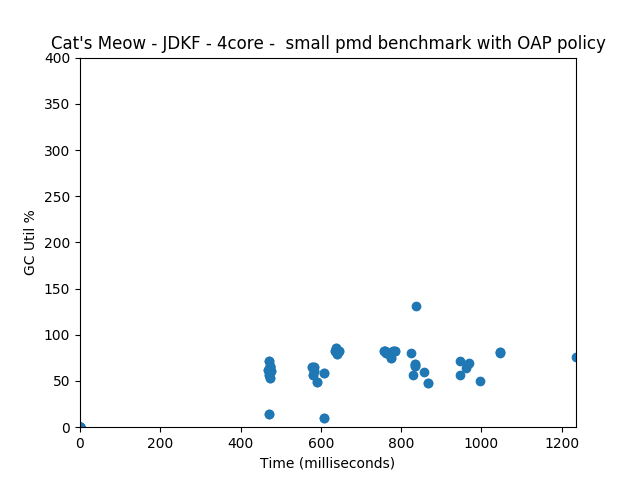 Cat's Meow - JDKF - 4core -  small pmd benchmark with OAP policy
400
350
300
250
200
150
100
50
0
GC Util %
0 200 400 600 800 1000 1200
Time (milliseconds)